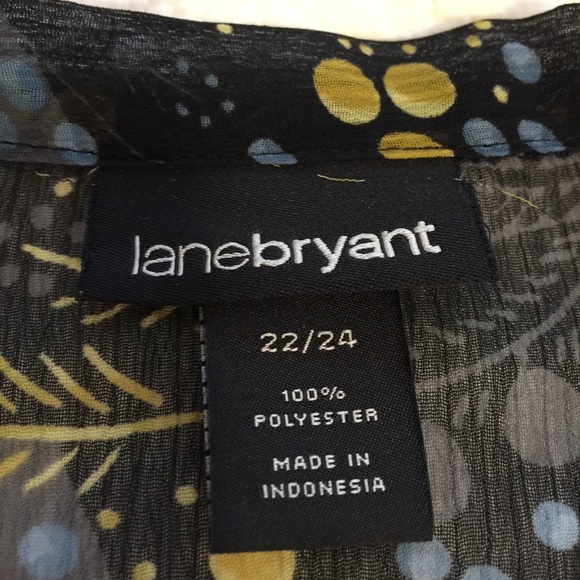 lanebryant
22/24
100%
POLYESTER
MADE IN
INDONESIA